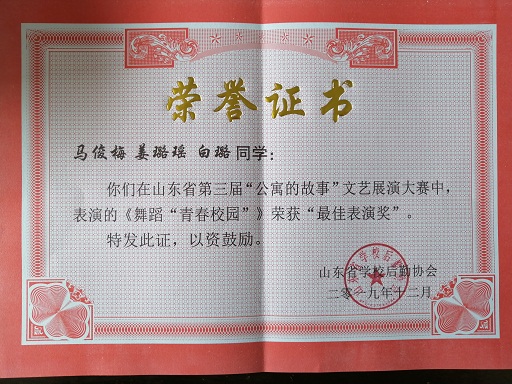 荣誉证书
马俊梅 姜璐瑶 白璐同学：
你们在山东省第三届“公寓的故事”文艺展演大赛中，
表演的《舞蹈“青春校园”》荣获“最佳表演奖”。
特发此证，以资鼓励。
山东省学校后勤协会
二〇一九年十二月